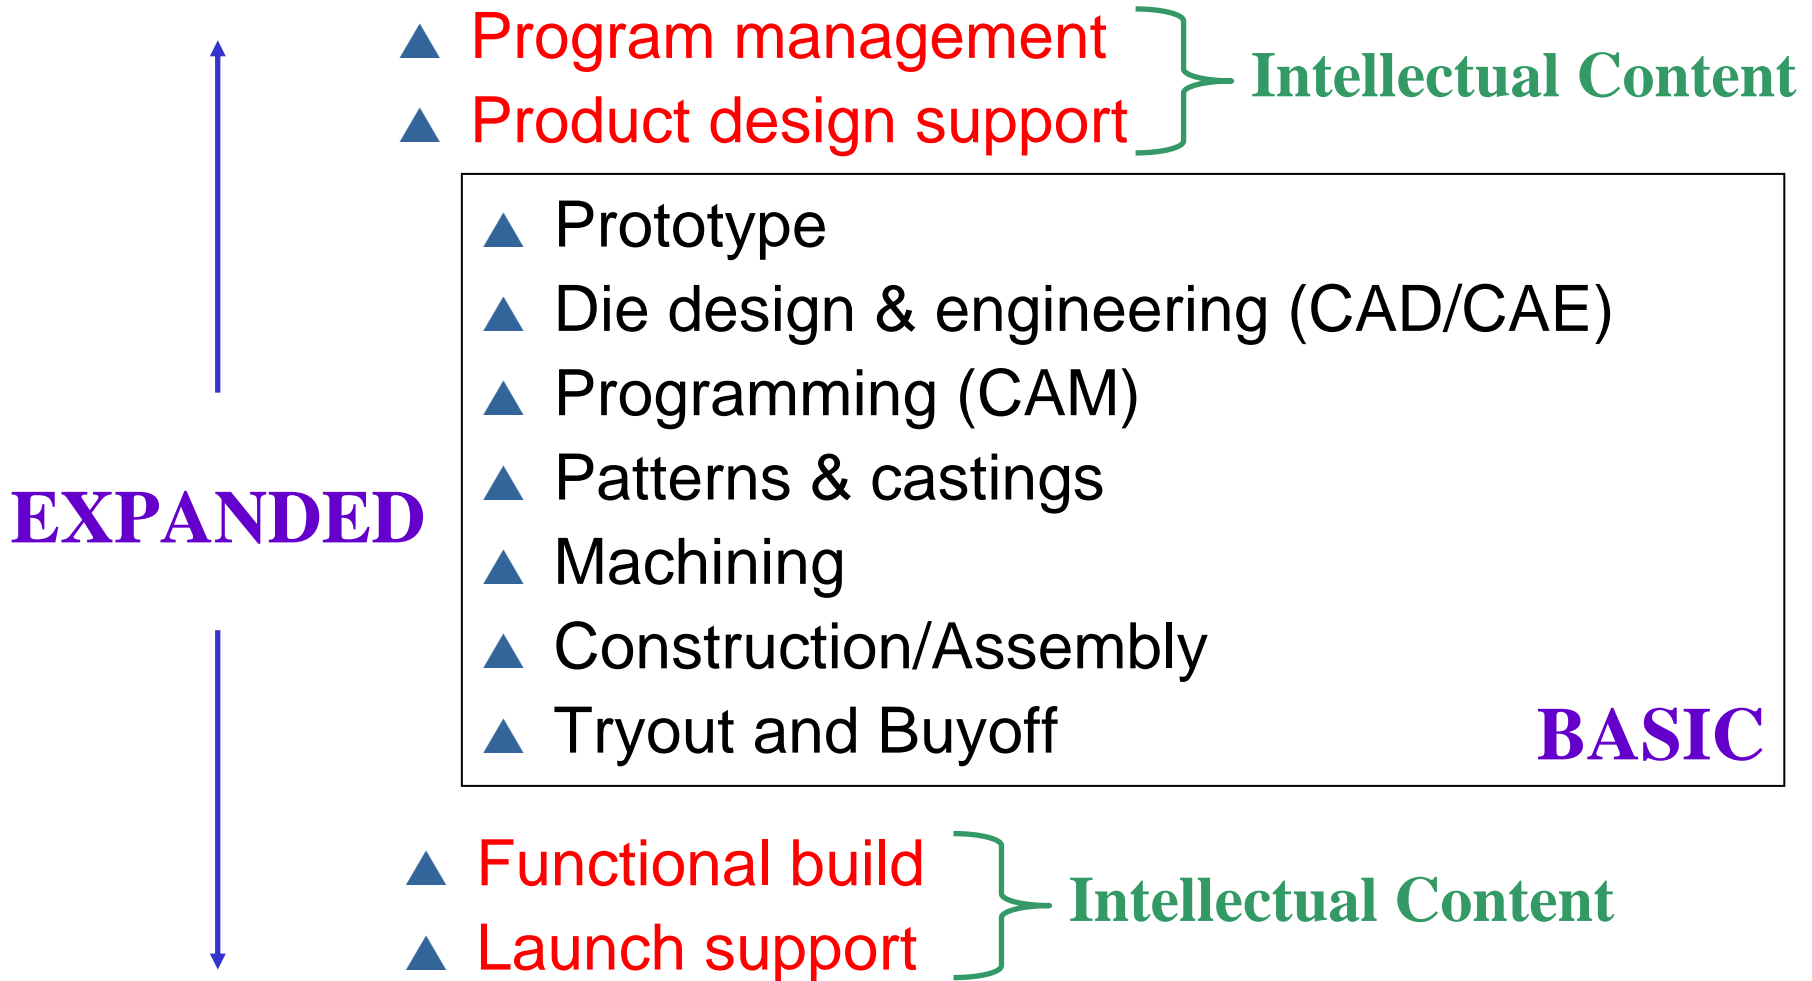 Program management
Intellectual Content
Product design support
Prototype
Die design & engineering (CAD/CAE)
Programming (CAM)
Patterns & castings
EXPANDED
Machining
Construction/Assembly
Tryout and Buyoff
BASIC
Functional build
Intellectual Content
Launch support